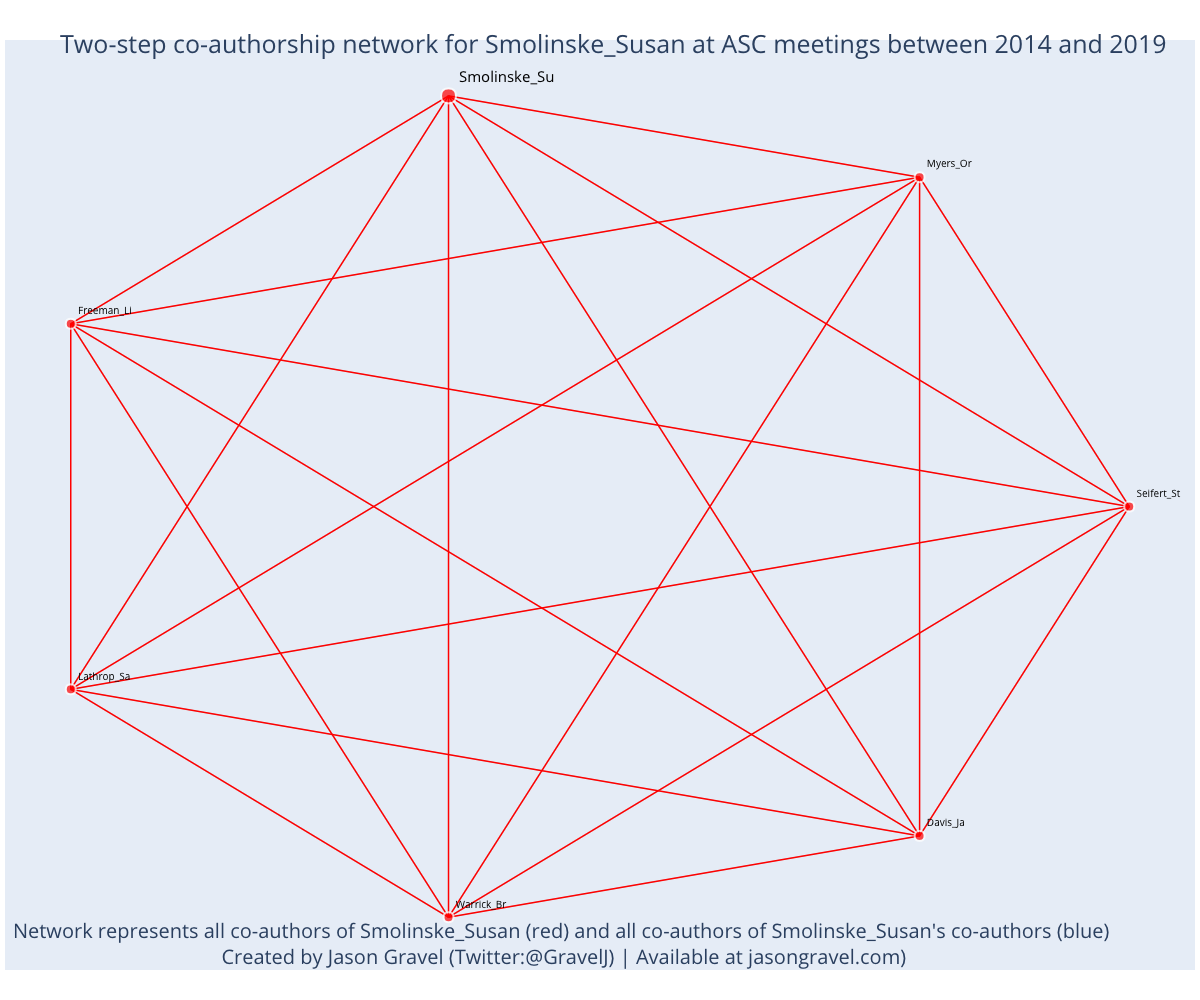 Two-step co-authorship network for Smolinske_Susan at ASC meetings between 2014 and 2019
Smolinske_Su
Myers_Or
Freeman_Li
Seifert_St
Lathrop_Sa
Davis_Ja
Warrick_Br
Network represents all co-authors of Smolinske_Susan (red) and all co-authors of Smolinske_Susan's co-authors (blue)
Created by Jason Gravel (Twitter:@GravelJ) | Available at jasongravel.com)